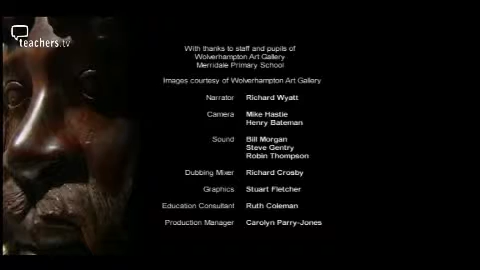 teachers.tv
With thanks to staff and pupils of
Wolverhampton Art Gallery
Merridale Primary School
Images courtesy of Wolverhampton Art Gallery
Narrator Richard Wyatt
Camera Mike Hastie
Henry Bateman
Sound Bill Morgan
Steve Gentry
Robin Thompson
Dubbing Mixer Richard Crosby
Graphics Stuart Fletcher
Education Consultant Ruth Coleman
Production Manager Carolyn Parry-Jones